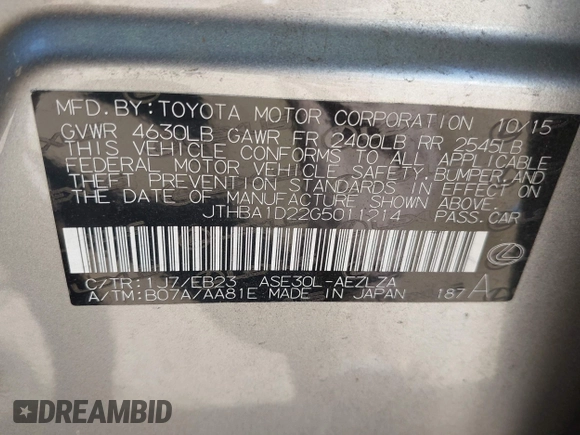 MFD. BY: TOYOTA MOTOR CORPORATION 10/15
GVWR 4630LB GAWR FR 2400LB RR 2545LB
THIS VEHICLE CONFORMS TO ALL APPLICABLE
FEDERAL MOTOR VEHICLE SAFETY, BUMPER, AND
THEFT PREVENTION STANDARDS IN EFFECT ON
THE DATE OF MANUFACTURE SHOWN ABOVE.
JTHBA1D22G5011214 PASS. CAR
C/TR: 1J7/EB23 ASE30L-AEZLZA
A/TM: B07A/AA81E MADE IN JAPAN 187 A
DREAMBID